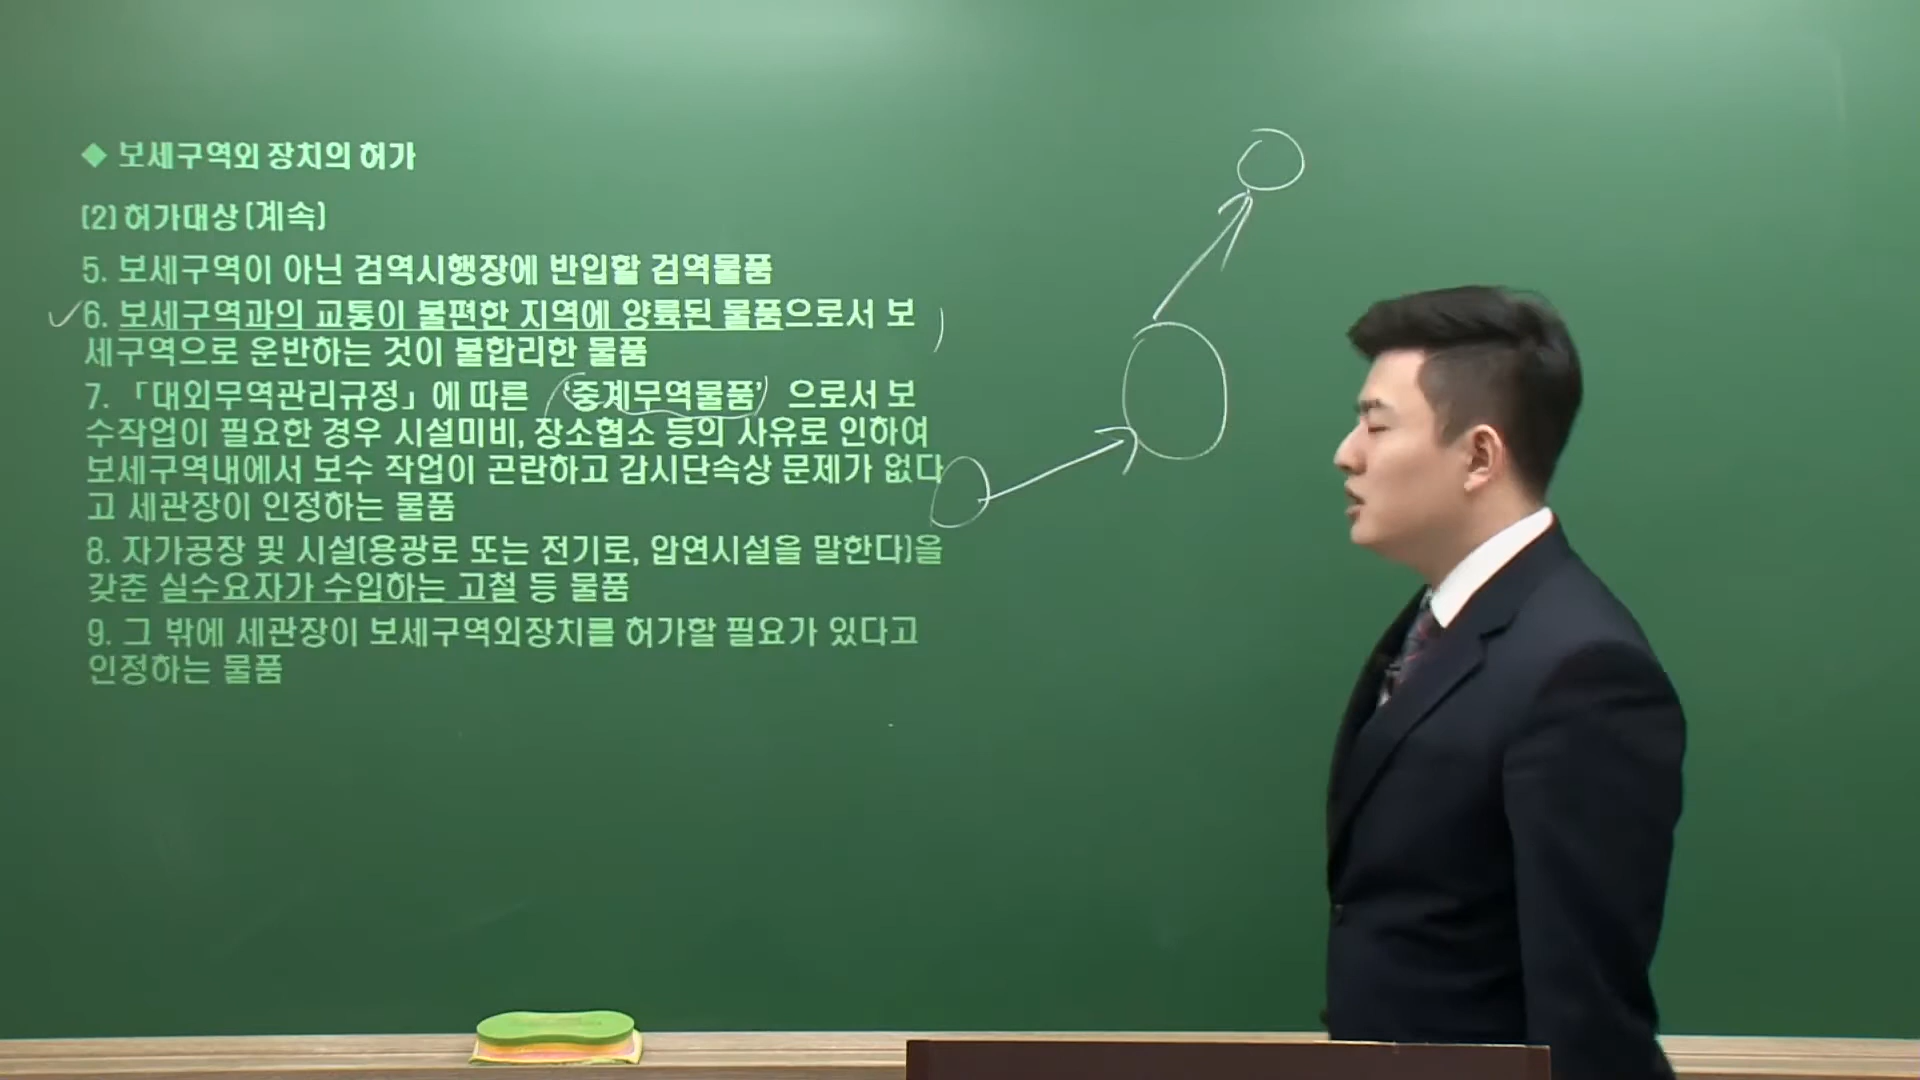 ◆ 보세구역외 장치의 허가
(2) 허가대상(계속)
5. 보세구역이 아닌 검역시행장에 반입할 검역물품
6. 보세구역과의 교통이 불편한 지역에 양륙된 물품으로서 보
세구역으로 운반하는 것이 불합리한 물품
7. 「대외무역관리규정」에 따른 '중계무역물품' 으로서 보
수작업이 필요한 경우 시설미비, 장소협소 등의 사유로 인하여
보세구역내에서 보수 작업이 곤란하고 감시단속상 문제가 없다
고 세관장이 인정하는 물품
8. 자가공장 및 시설(용광로 또는 전기로, 압연시설을 말한다)을
갖춘 실수요자가 수입하는 고철 등 물품
9. 그 밖에 세관장이 보세구역외장치를 허가할 필요가 있다고
인정하는 물품